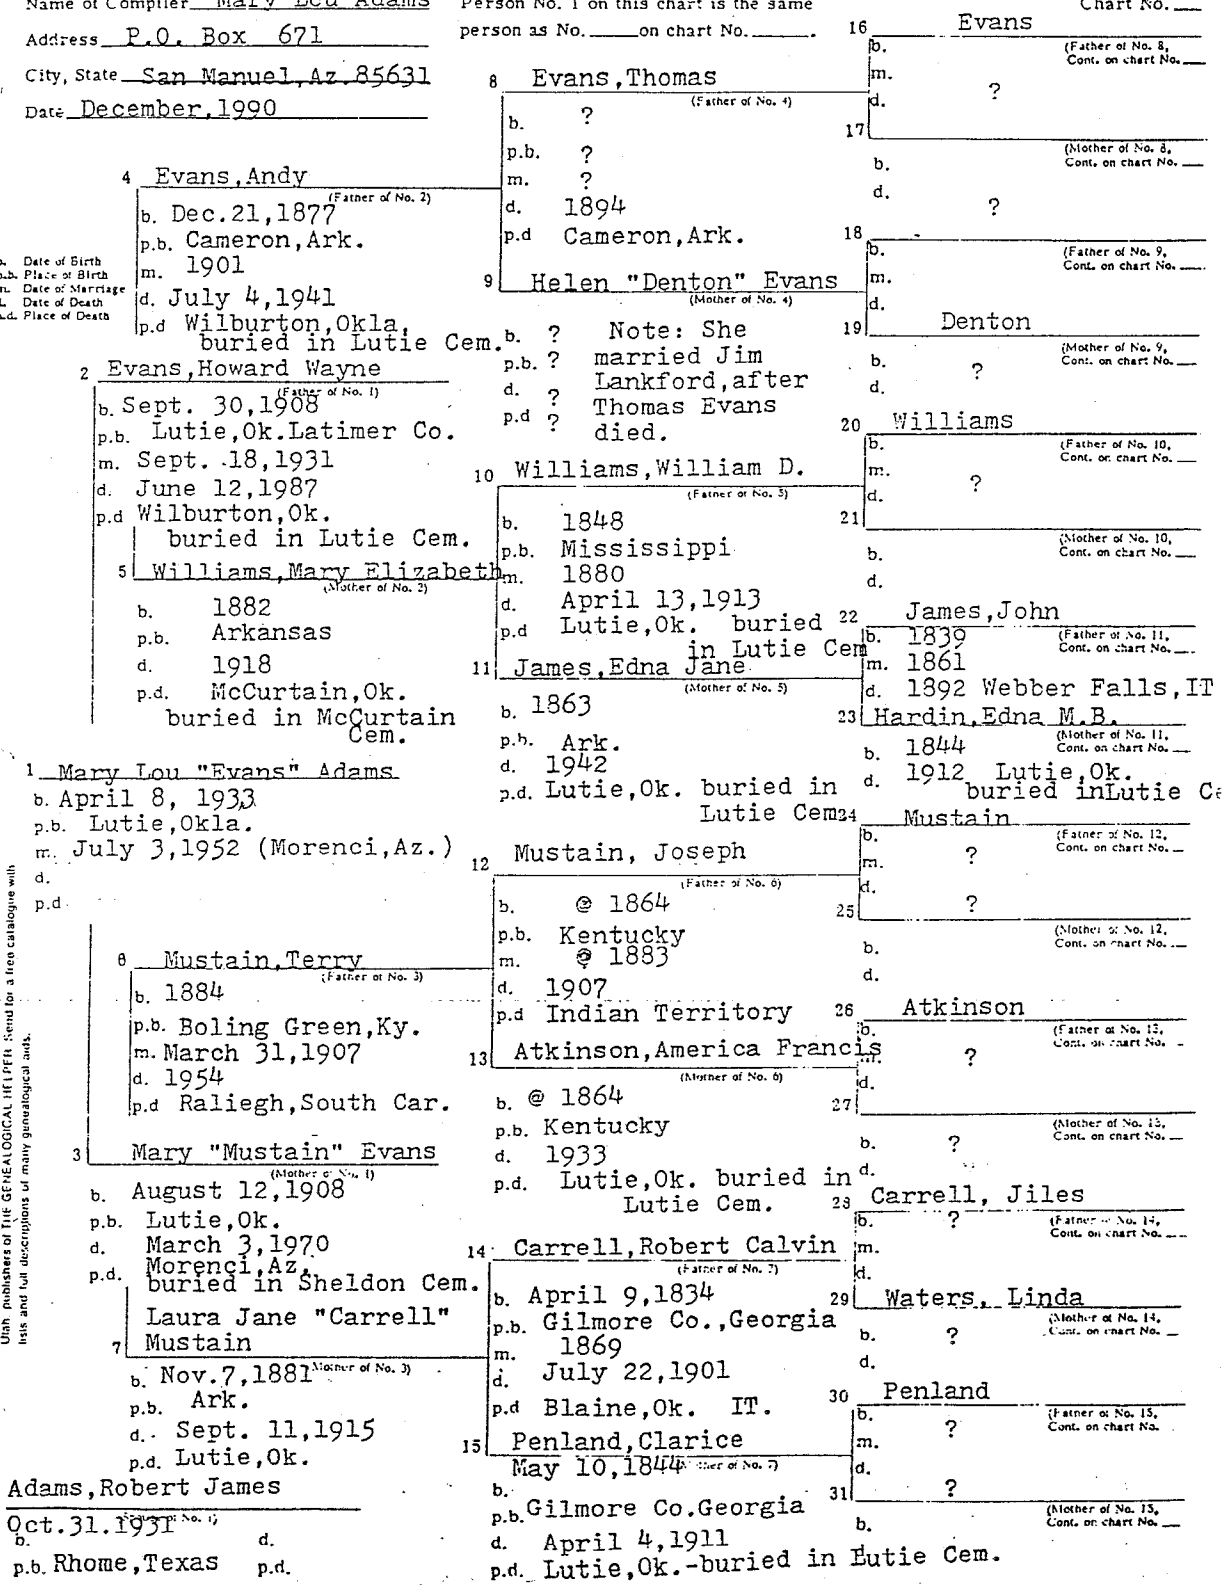 Name of Compiler Mary Lou Adams
Address P.O. Box 671
City, State San Manuel,Az.85631
Date December,1990
Person No. 1 on this chart is the same
person as No. on chart No. .
Chart No.
b. Date of Birth
p.b. Place of Birth
m. Date of Marriage
d. Date of Death
p.d. Place of Death
4 Evans,Andy
(Father of No. 2)
b. Dec.21,1877
p.b. Cameron,Ark.
m. 1901
d. July 4,1941
p.d Wilburton,Okla,
buried in Lutie Cem.
2 Evans,Howard Wayne
(Father of No. 1)
b. Sept. 30,1908
p.b. Lutie,Ok.Latimer Co.
m. Sept. 18,1931
d. June 12,1987
p.d Wilburton,Ok.
buried in Lutie Cem.
5 Williams,Mary Elizabeth
(Mother of No. 2)
b. 1882
p.b. Arkansas
d. 1918
p.d. McCurtain,Ok.
buried in McCurtain
Cem.
1 Mary Lou "Evans" Adams
b. April 8, 1933
p.b. Lutie,Okla.
m. July 3,1952 (Morenci,Az.)
d.
p.d
6 Mustain,Terry
(Father of No. 3)
b. 1884
p.b. Boling Green,Ky.
m. March 31,1907
d. 1954
p.d Raliegh,South Car.
3 Mary "Mustain" Evans
(Mother of No. 1)
b. August 12,1908
p.b. Lutie,Ok.
d. March 3,1970
p.d. Morenci,Az.
buried in Sheldon Cem.
Laura Jane "Carrell"
7 Mustain
(Mother of No. 3)
b. Nov.7,1881
p.b. Ark.
d. Sept. 11,1915
p.d. Lutie,Ok.
Adams,Robert James
Oct.31.1931
b. d.
p.b. Rhome,Texas p.d.
8 Evans,Thomas
(Father of No. 4)
b. ?
p.b. ?
m. ?
d. 1894
p.d Cameron,Ark.
9 Helen "Denton" Evans
(Mother of No. 4)
b. ? Note: She
p.b. ? married Jim
d. ? Lankford,after
p.d ? Thomas Evans
died.
10 Williams,William D.
(Father of No. 5)
b. 1848
p.b. Mississippi
m. 1880
d. April 13,1913
p.d Lutie,Ok. buried
in Lutie Cem
11 James,Edna Jane
(Mother of No. 5)
b. 1863
p.b. Ark.
d. 1942
p.d. Lutie,Ok. buried in
Lutie Cem
12 Mustain, Joseph
(Father of No. 6)
b. @ 1864
p.b. Kentucky
m. @ 1883
d. 1907
p.d Indian Territory
13 Atkinson,America Francis
(Mother of No. 6)
b. @ 1864
p.b. Kentucky
d. 1933
p.d. Lutie,Ok. buried in
Lutie Cem.
14 Carrell,Robert Calvin
(Father of No. 7)
b. April 9,1834
p.b. Gilmore Co.,Georgia
m. 1869
d. July 22,1901
p.d Blaine,Ok. IT.
15 Penland,Clarice
May 10,1844
b.
p.b. Gilmore Co.Georgia
d. April 4,1911
p.d. Lutie,Ok.-buried in Lutie Cem.
16 Evans
b. (Father of No. 8,
Cont. on chart No.
m. ?
d.
17
(Mother of No. 8,
Cont. on chart No.
b.
d. ?
18
b. (Father of No. 9,
Cont. on chart No.
m.
d.
19 Denton
(Mother of No. 9,
Cont. on chart No.
b. ?
d.
20 Williams
b. (Father of No. 10,
Cont. on chart No.
m. ?
d.
21
(Mother of No. 10,
Cont. on chart No.
b.
d.
22 James,John
b. 1839 (Father of No. 11,
Cont. on chart No.
m. 1861
d. 1892 Webber Falls,IT
23 Hardin,Edna M.B.
(Mother of No. 11,
Cont. on chart No.
b. 1844
d. 1912 Lutie,Ok.
buried inLutie Ce
24 Mustain
b. (Father of No. 12,
Cont. on chart No.
m. ?
d. ?
25
(Mother of No. 12,
Cont. on chart No.
b.
d.
26 Atkinson
b. (Father of No. 13,
Cont. on chart No.
m. ?
d.
27
(Mother of No. 13,
Cont. on chart No.
b. ?
d.
28 Carrell, Jiles
b. ? (Father of No. 14,
Cont. on chart No.
m.
d.
29 Waters, Linda
(Mother of No. 14,
Cont. on chart No.
b. ?
d.
30 Penland
b. ? (Father of No. 15,
Cont. on chart No.
m.
d. ?
31
(Mother of No. 15,
Cont. on chart No.
b.
Utah publishers of THE GENEALOGICAL HELPER Send for a free catalogue with
lists and full descriptions of many genealogical aids.